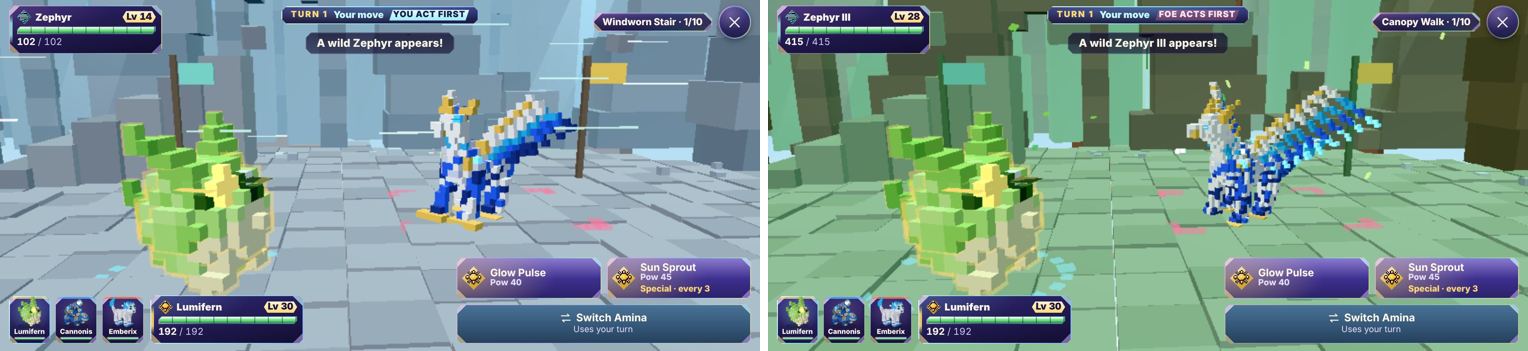 Zephyr Lv 14
102 / 102
TURN 1 Your move YOU ACT FIRST
A wild Zephyr appears!
Windworn Stair · 1/10
Glow Pulse
Pow 40
Sun Sprout
Pow 45
Special · every 3
Lumifern
Cannonis
Emberix
Lumifern Lv 30
192 / 192
Switch Amina
Uses your turn
Zephyr III Lv 28
415 / 415
TURN 1 Your move FOE ACTS FIRST
A wild Zephyr III appears!
Canopy Walk · 1/10
Glow Pulse
Pow 40
Sun Sprout
Pow 45
Special · every 3
Lumifern
Cannonis
Emberix
Lumifern Lv 30
192 / 192
Switch Amina
Uses your turn